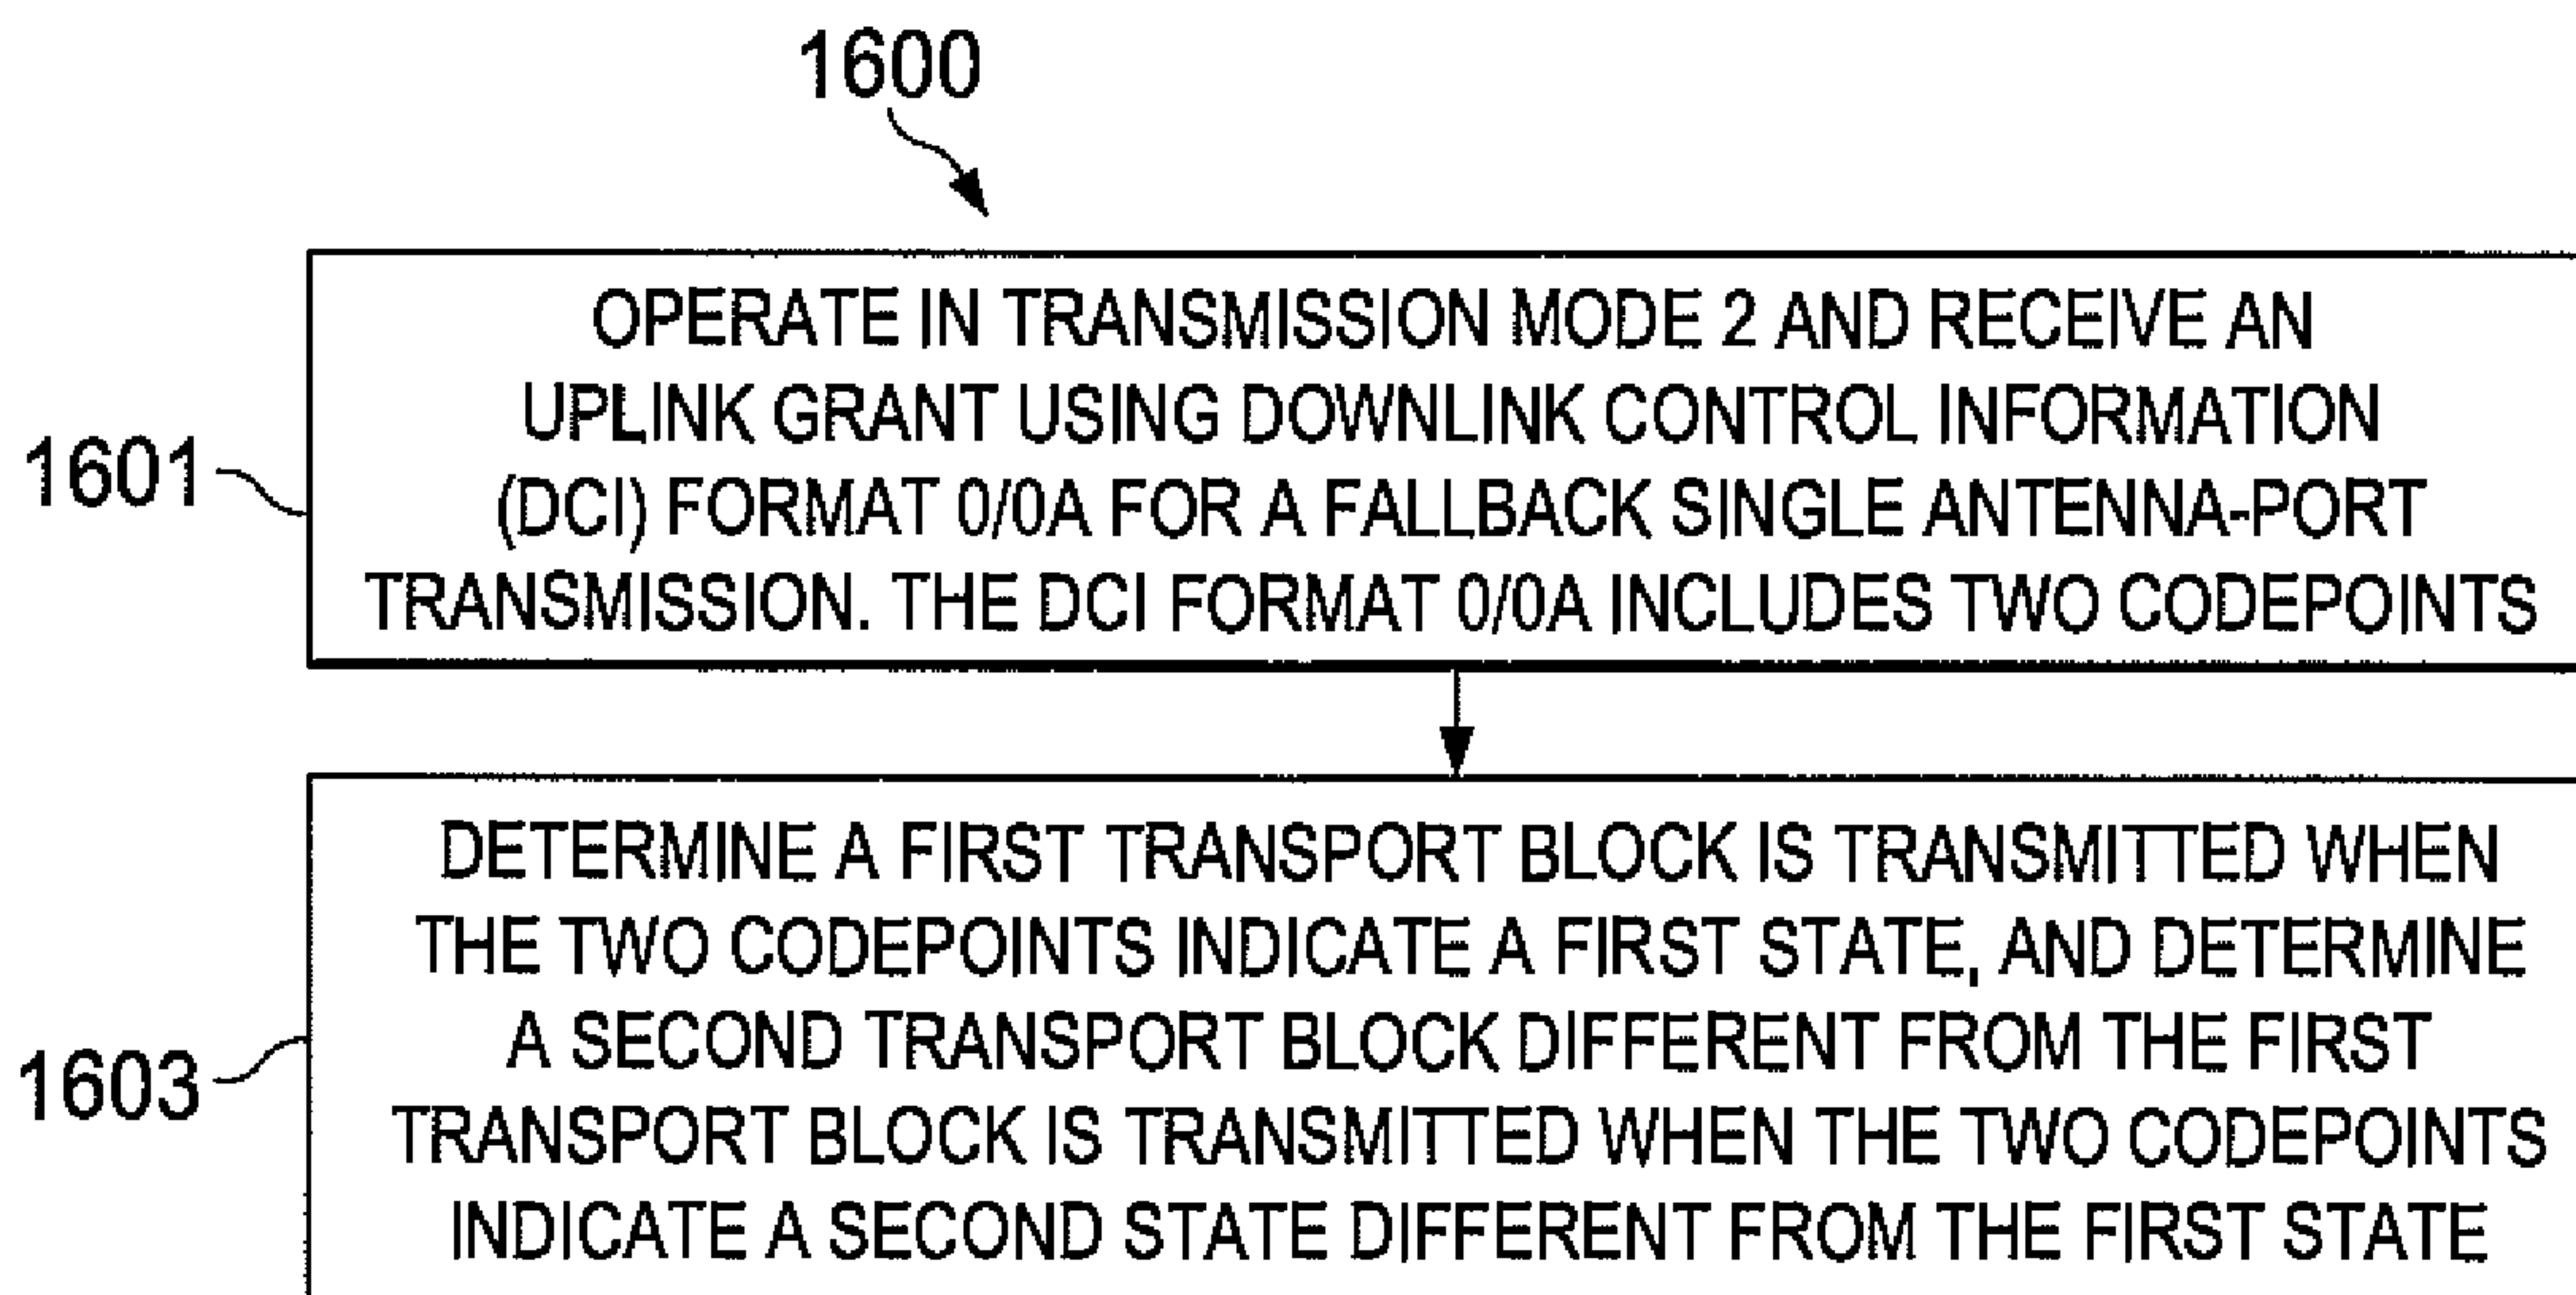 1600
OPERATE IN TRANSMISSION MODE 2 AND RECEIVE AN
UPLINK GRANT USING DOWNLINK CONTROL INFORMATION
1601
(DCI) FORMAT 0/0A FOR A FALLBACK SINGLE ANTENNA-PORT
TRANSMISSION. THE DCI FORMAT 0/0A INCLUDES TWO CODEPOINTS
DETERMINE A FIRST TRANSPORT BLOCK IS TRANSMITTED WHEN
THE TWO CODEPOINTS INDICATE A FIRST STATE, AND DETERMINE
A SECOND TRANSPORT BLOCK DIFFERENT FROM THE FIRST
1603
TRANSPORT BLOCK IS TRANSMITTED WHEN THE TWO CODEPOINTS
INDICATE A SECOND STATE DIFFERENT FROM THE FIRST STATE